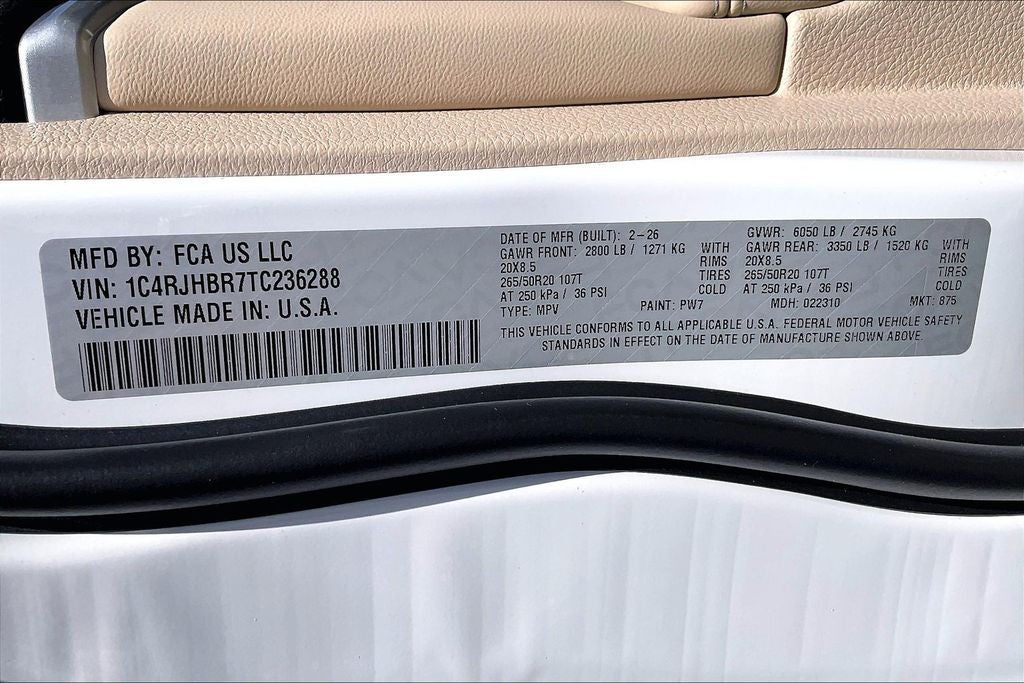 MFD BY: FCA US LLC
VIN: 1C4RJHBR7TC236288
VEHICLE MADE IN: U.S.A.
DATE OF MFR (BUILT): 2-26
GAWR FRONT: 2800 LB / 1271 KG WITH
20X8.5 RIMS
265/50R20 107T TIRES
AT 250 kPa / 36 PSI COLD
TYPE: MPV PAINT: PW7
GVWR: 6050 LB / 2745 KG
GAWR REAR: 3350 LB / 1520 KG WITH
20X8.5 RIMS
265/50R20 107T TIRES
AT 250 kPa / 36 PSI COLD
MDH: 022310 MKT: 875
THIS VEHICLE CONFORMS TO ALL APPLICABLE U.S.A. FEDERAL MOTOR VEHICLE SAFETY
STANDARDS IN EFFECT ON THE DATE OF MANUFACTURE SHOWN ABOVE.